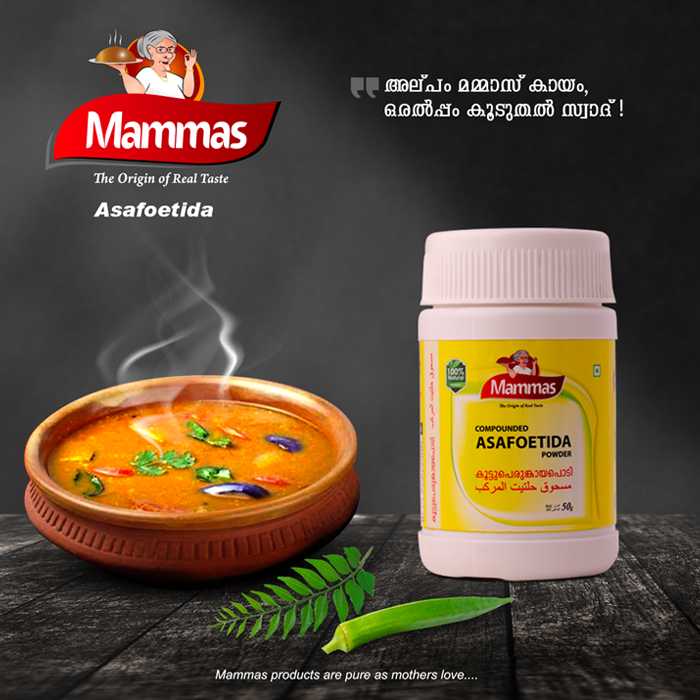 Mammas
The Origin of Real Taste
Asafoetida
അല്പം മമ്മാസ് കായം,
ഒരൽപ്പം കൂടുതൽ സ്വാദ് !
100%
Natural
Mammas
The Origin of Real Taste
COMPOUNDED
ASAFOETIDA
POWDER
കൂട്ടുപെരുങ്കായപൊടി
مسحوق حلتيت المركب
50g
Mammas products are pure as mothers love....